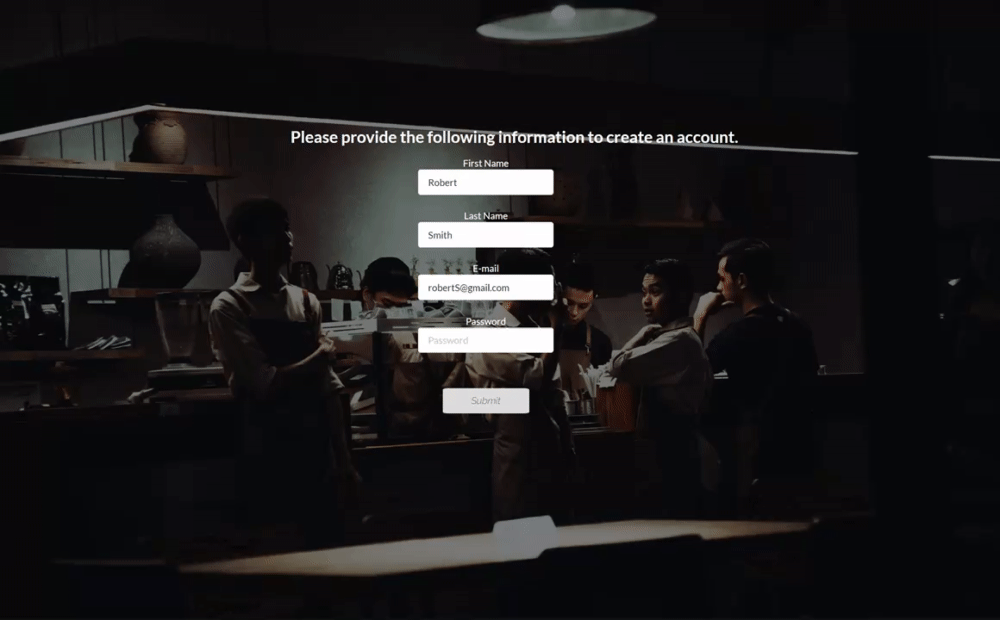 Please provide the following information to create an account.
First Name
Robert
Last Name
Smith
E-mail
robertS@gmail.com
Password
Password
Submit